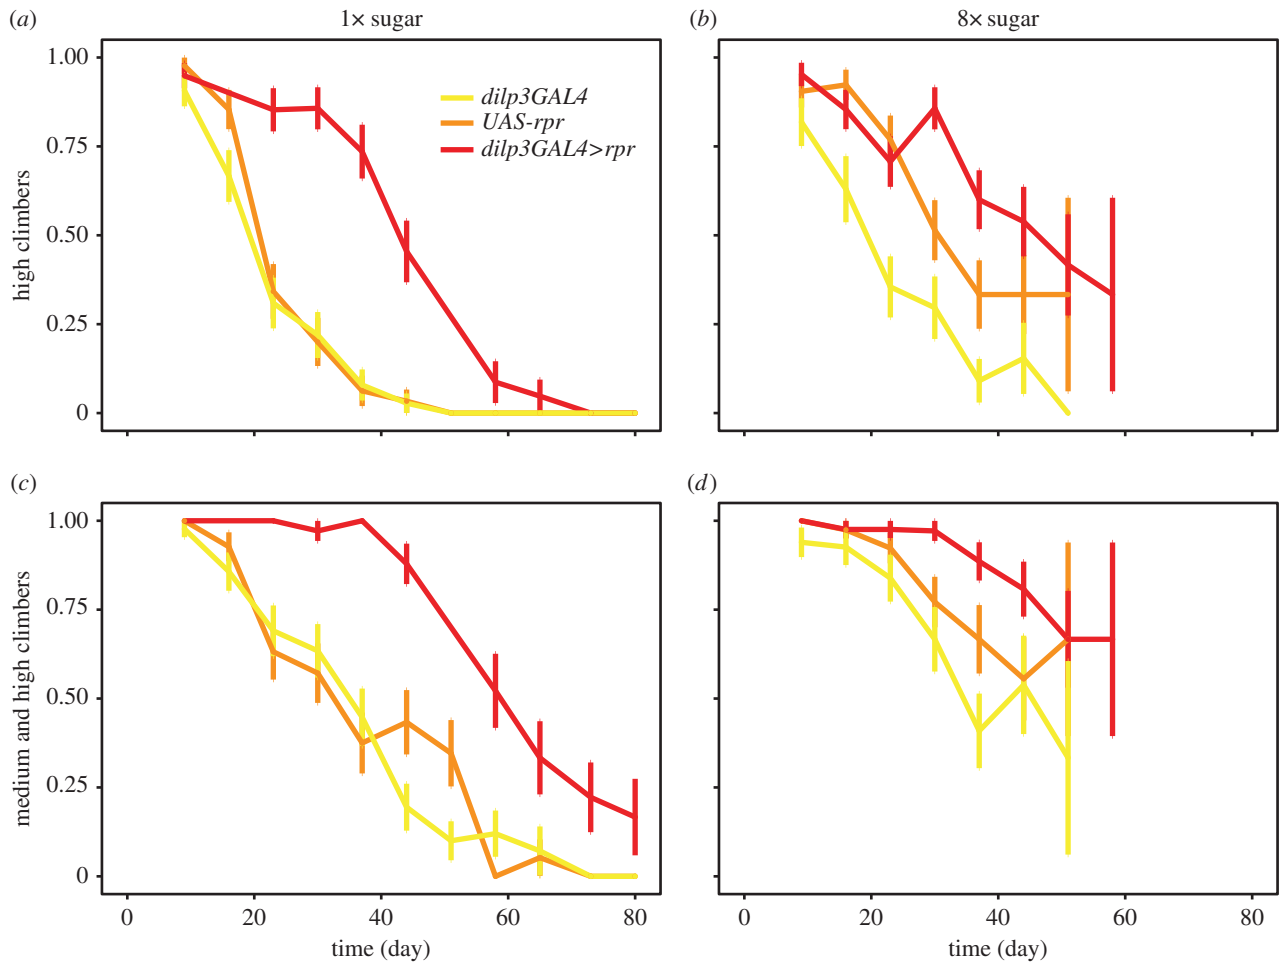 (a) 1× sugar
(b) 8× sugar
high climbers
1.00
0.75
0.50
0.25
0
dilp3GAL4
UAS-rpr
dilp3GAL4>rpr
(c)
(d)
medium and high climbers
1.00
0.75
0.50
0.25
0
0 20 40 60 80
time (day)
0 20 40 60 80
time (day)